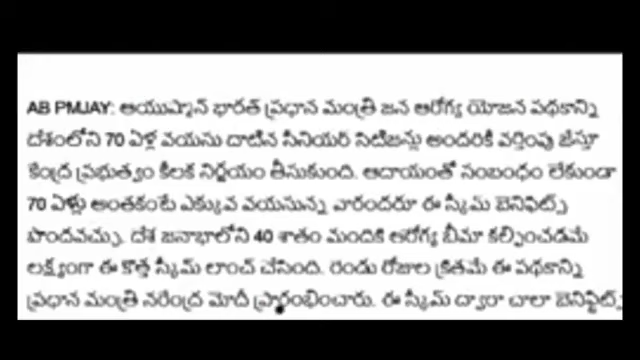 AB PMJAY: ఆయుష్మాన్ భారత్ ప్రధాన మంత్రి జన ఆరోగ్య యోజన పథకాన్ని
దేశంలోని 70 ఏళ్ల వయసు దాటిన సీనియర్ సిటిజన్లు అందరికీ వర్తింపు జేస్తూ
కేంద్ర ప్రభుత్వం కీలక నిర్ణయం తీసుకుంది. ఆదాయంతో సంబంధం లేకుండా
70 ఏళ్లు అంతకంటే ఎక్కువ వయసున్న వారందరూ ఈ స్కీమ్ బెనిఫిట్స్
పొందవచ్చు. దేశ జనాభాలోని 40 శాతం మందికి ఆరోగ్య బీమా కల్పించడమే
లక్ష్యంగా ఈ కొత్త స్కీమ్ లాంచ్ చేసింది. రెండు రోజుల క్రితమే ఈ పథకాన్ని
ప్రధాన మంత్రి నరేంద్ర మోదీ ప్రారంభించారు. ఈ స్కీమ్ ద్వారా చాలా బెనిఫిట్స్